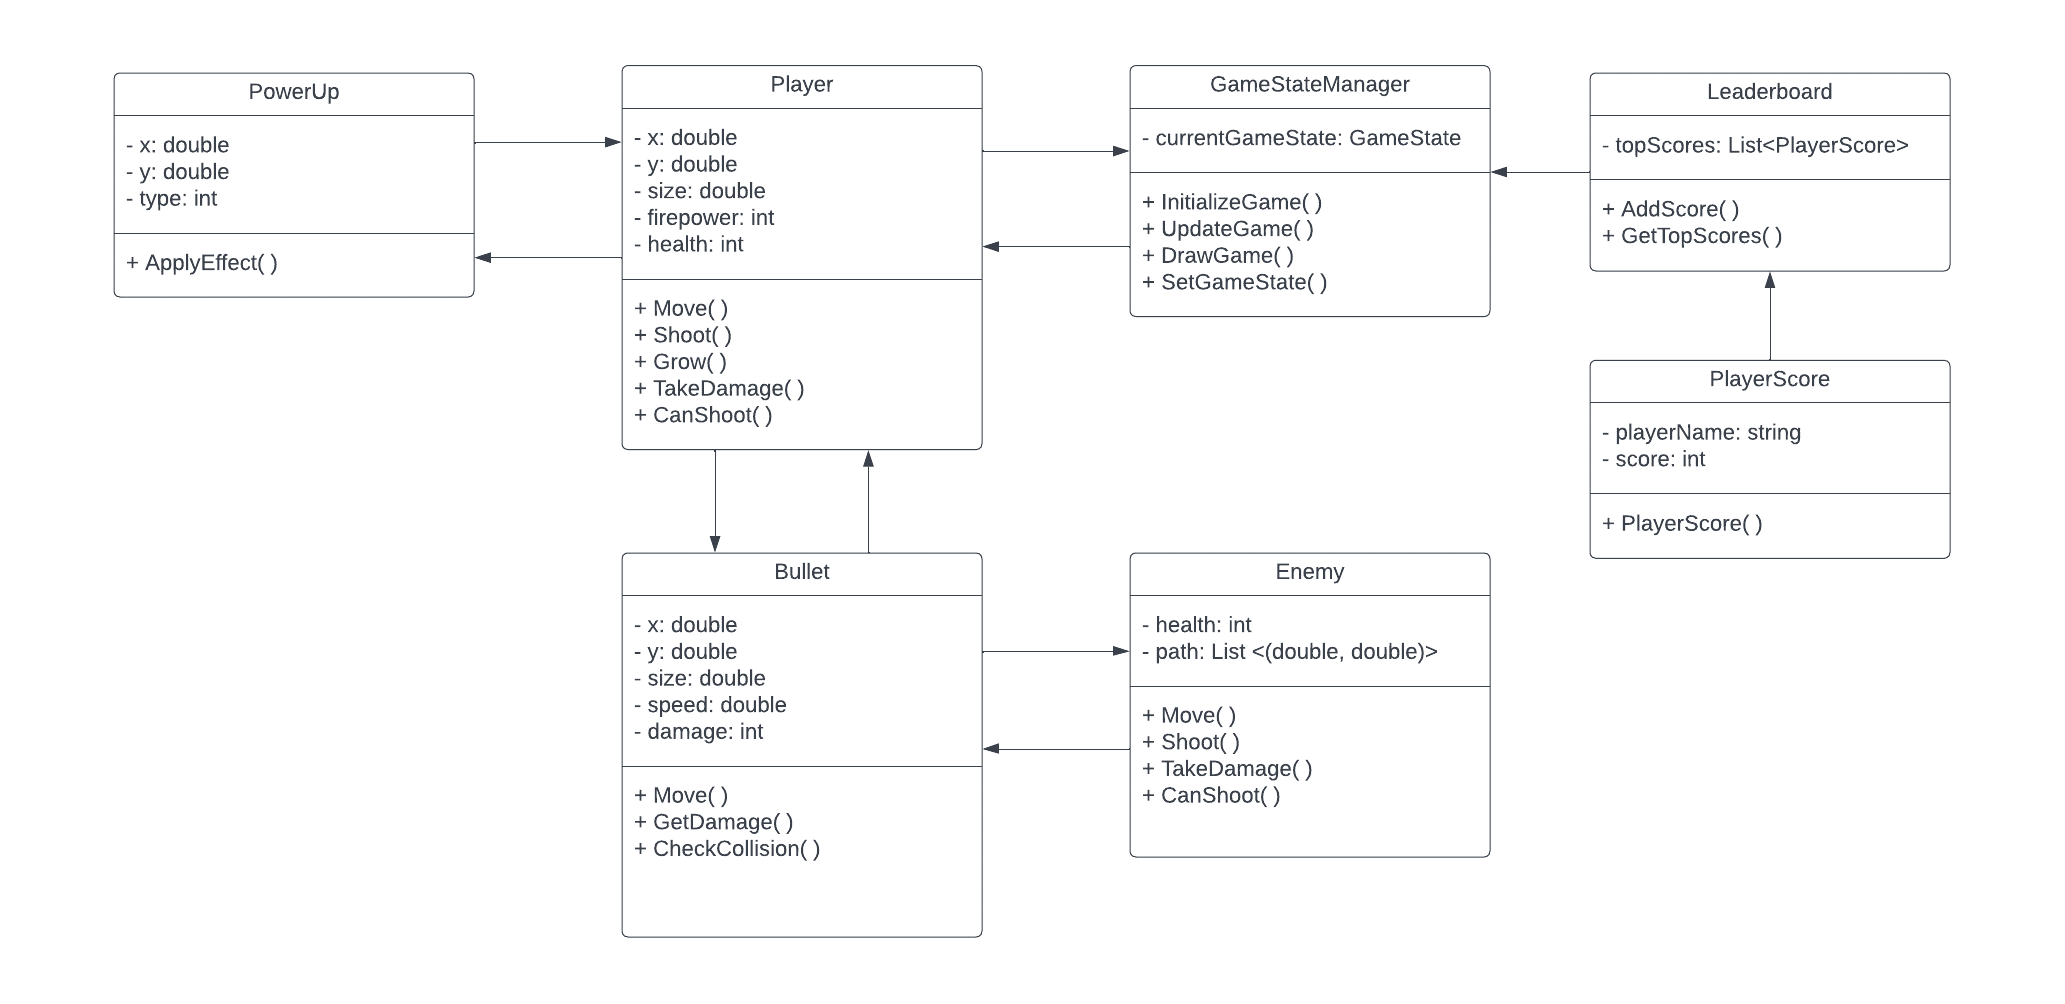 PowerUp
- x: double
- y: double
- type: int
+ ApplyEffect( )
Player
- x: double
- y: double
- size: double
- firepower: int
- health: int
+ Move( )
+ Shoot( )
+ Grow( )
+ TakeDamage( )
+ CanShoot( )
GameStateManager
- currentGameState: GameState
+ InitializeGame( )
+ UpdateGame( )
+ DrawGame( )
+ SetGameState( )
Leaderboard
- topScores: List<PlayerScore>
+ AddScore( )
+ GetTopScores( )
PlayerScore
- playerName: string
- score: int
+ PlayerScore( )
Bullet
- x: double
- y: double
- size: double
- speed: double
- damage: int
+ Move( )
+ GetDamage( )
+ CheckCollision( )
Enemy
- health: int
- path: List <(double, double)>
+ Move( )
+ Shoot( )
+ TakeDamage( )
+ CanShoot( )